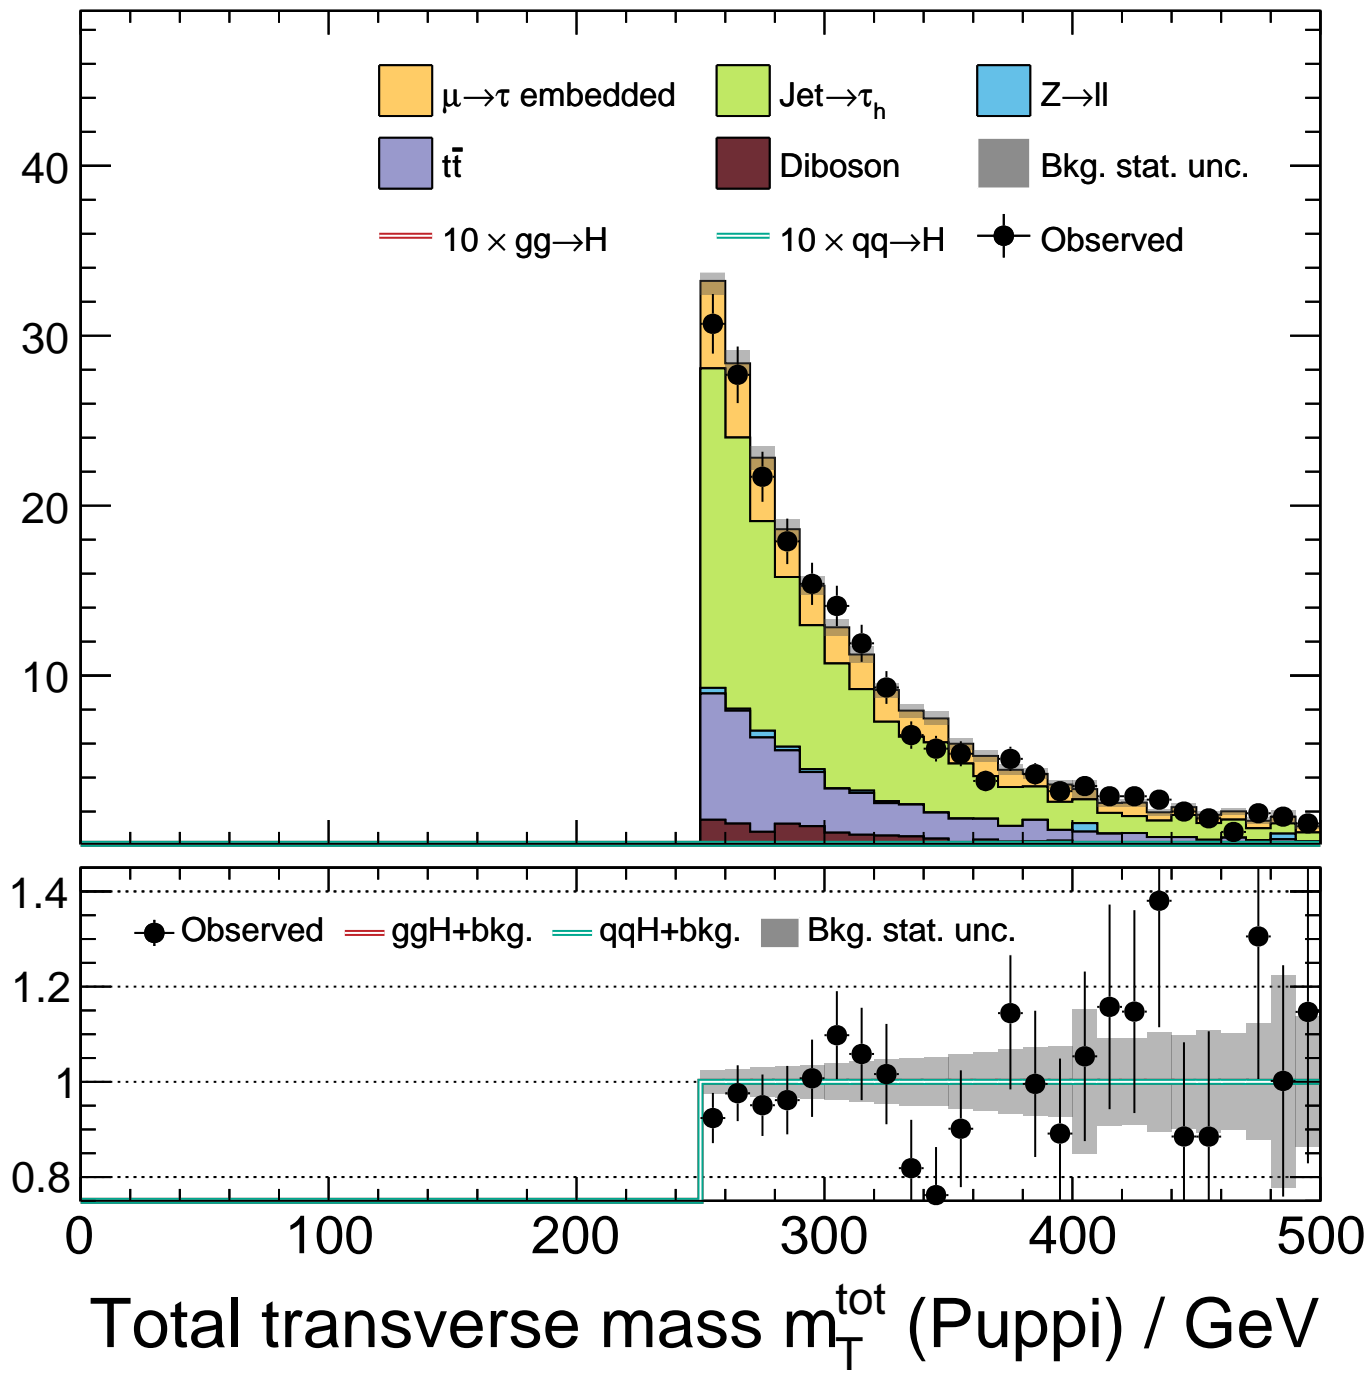 μ→τ embedded Jet→τh Z→ll
tt̄ Diboson Bkg. stat. unc.
10 × gg→H 10 × qq→H Observed
40
30
20
10
1.4
Observed ggH+bkg. qqH+bkg. Bkg. stat. unc.
1.2
1
0.8
0 100 200 300 400 500
Total transverse mass m_T^tot (Puppi) / GeV